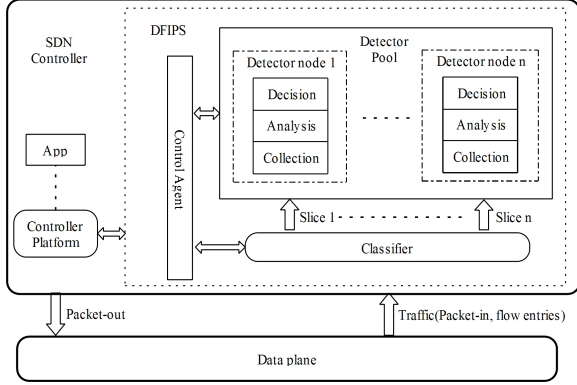 SDN
Controller
DFIPS
Detector
Pool
Detector node 1
Decision
Analysis
Collection
Detector node n
Decision
Analysis
Collection
Control Agent
App
Controller
Platform
Slice 1
Slice n
Classifier
Packet-out
Traffic(Packet-in, flow entries)
Data plane